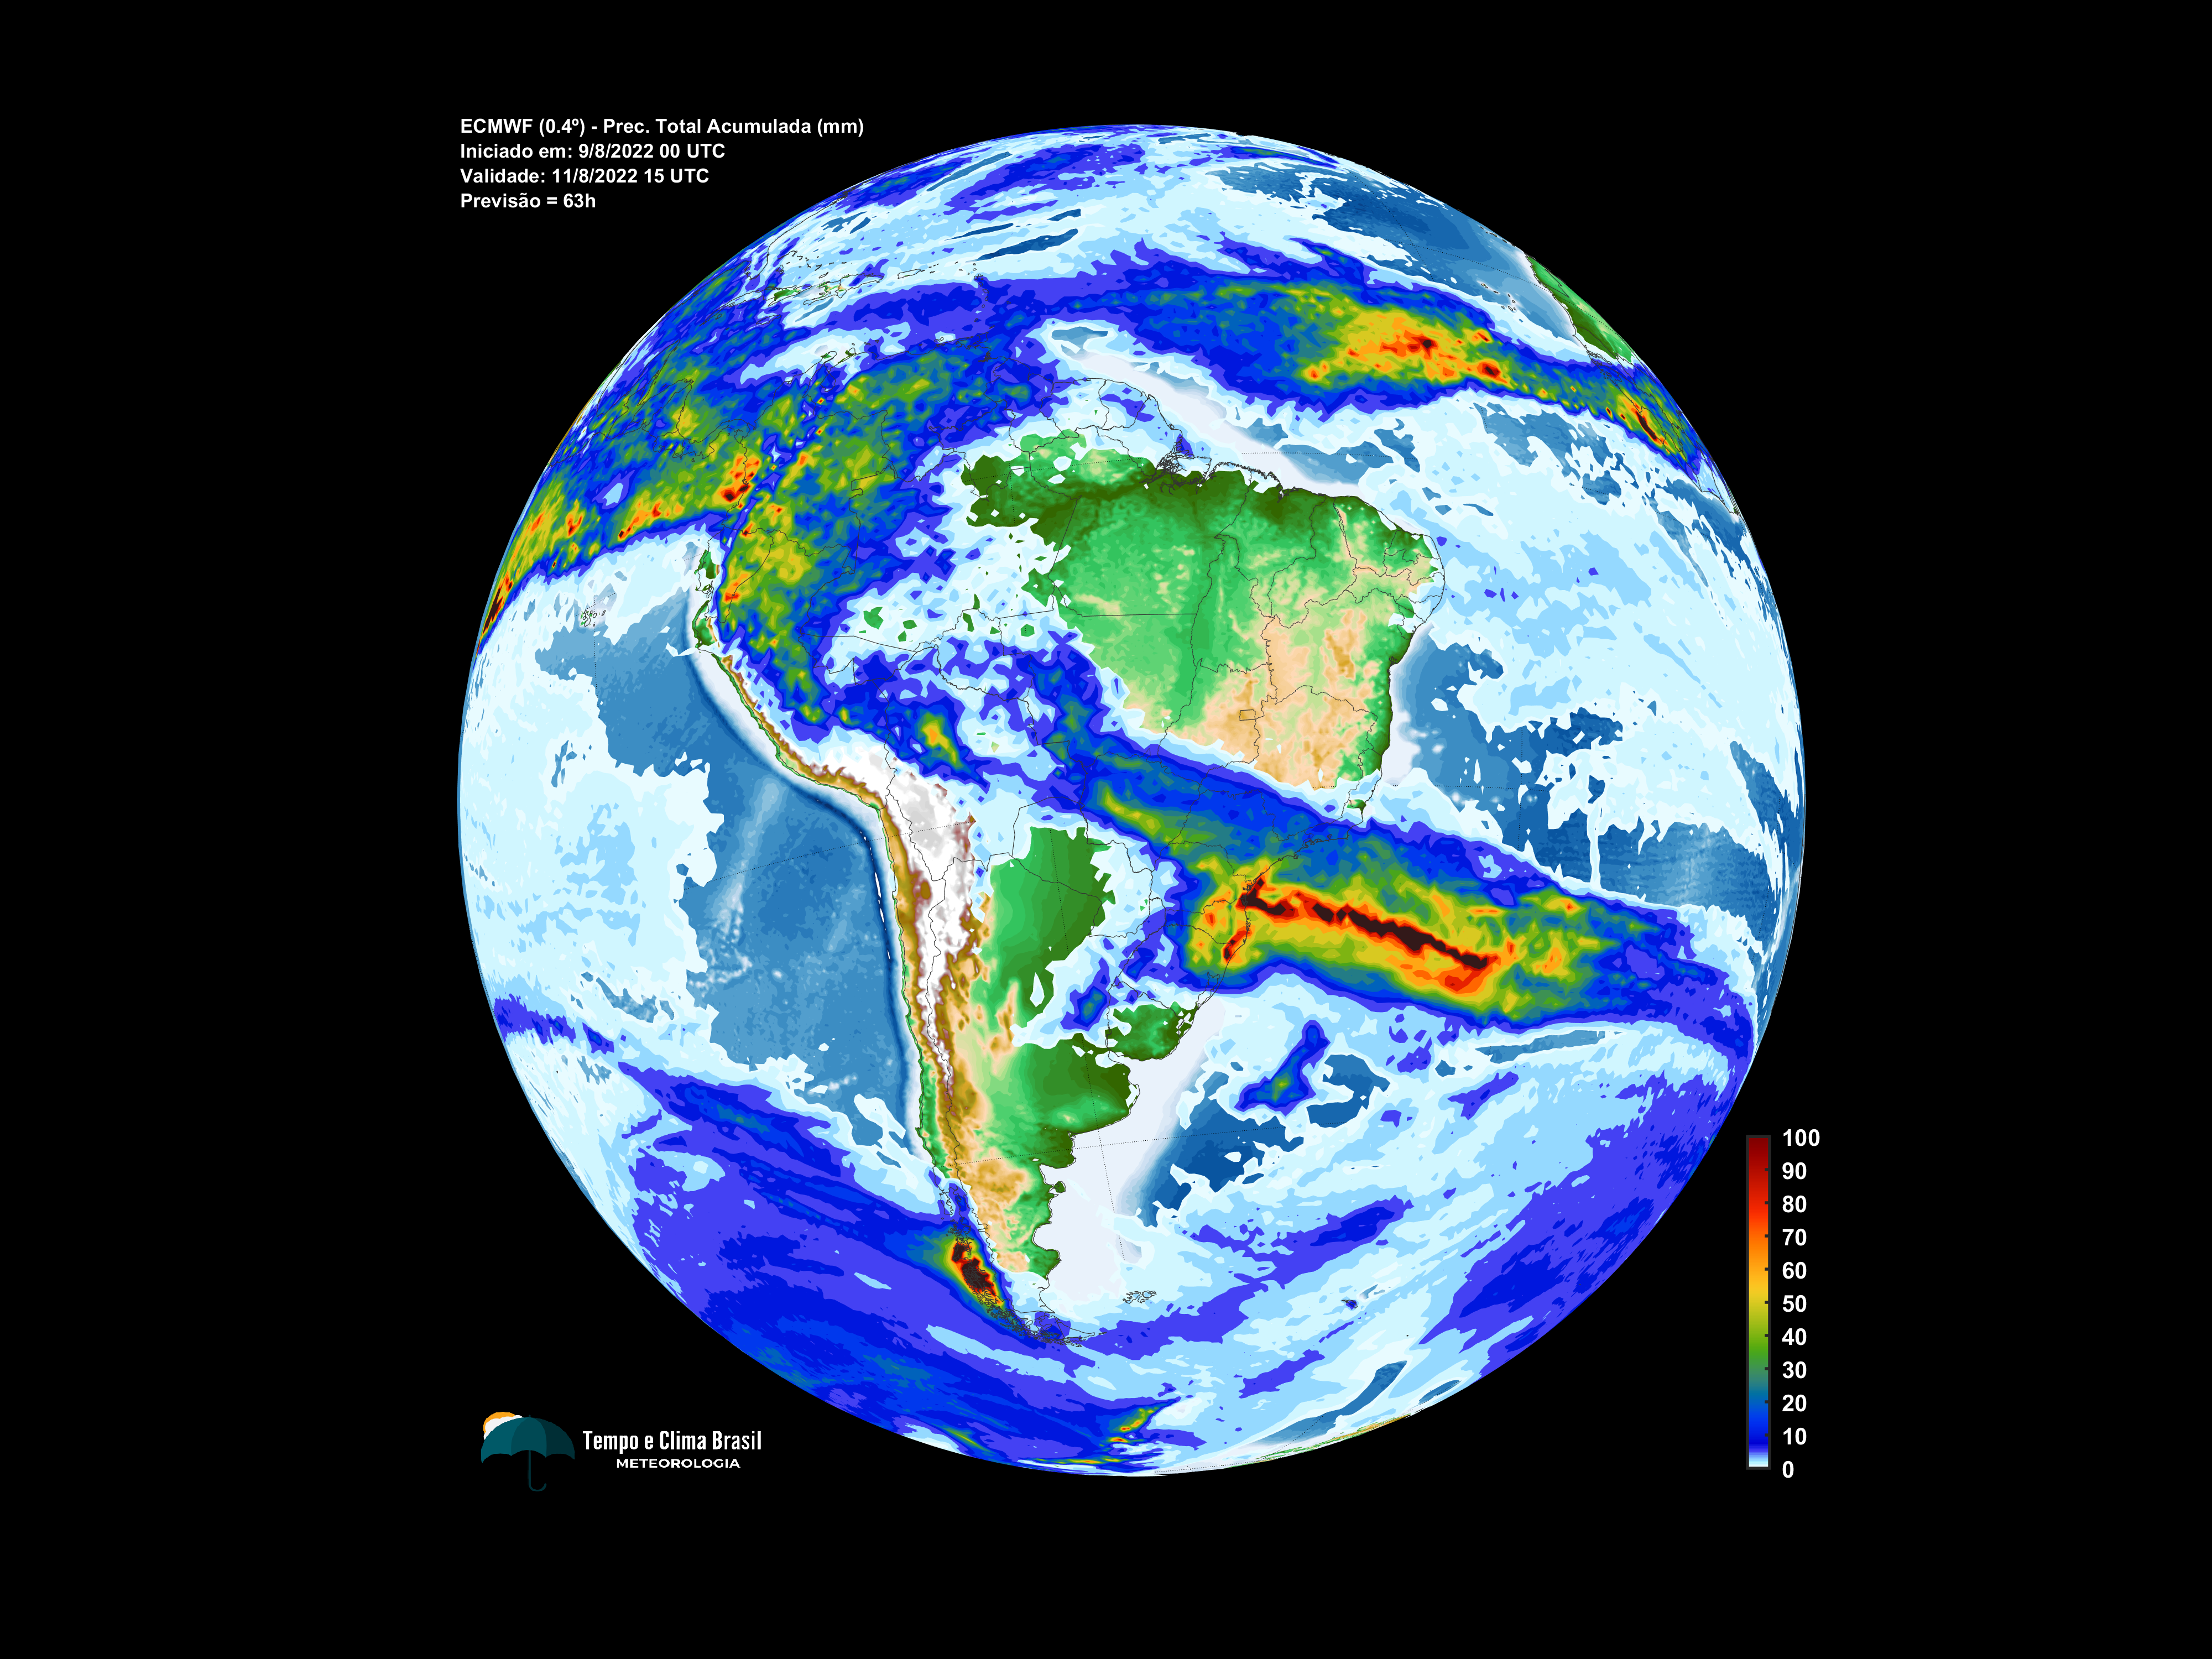 ECMWF (0.4º) - Prec. Total Acumulada (mm)
Iniciado em: 9/8/2022 00 UTC
Validade: 11/8/2022 15 UTC
Previsão = 63h
100
90
80
70
60
50
40
30
20
10
0
Tempo e Clima Brasil
METEOROLOGIA